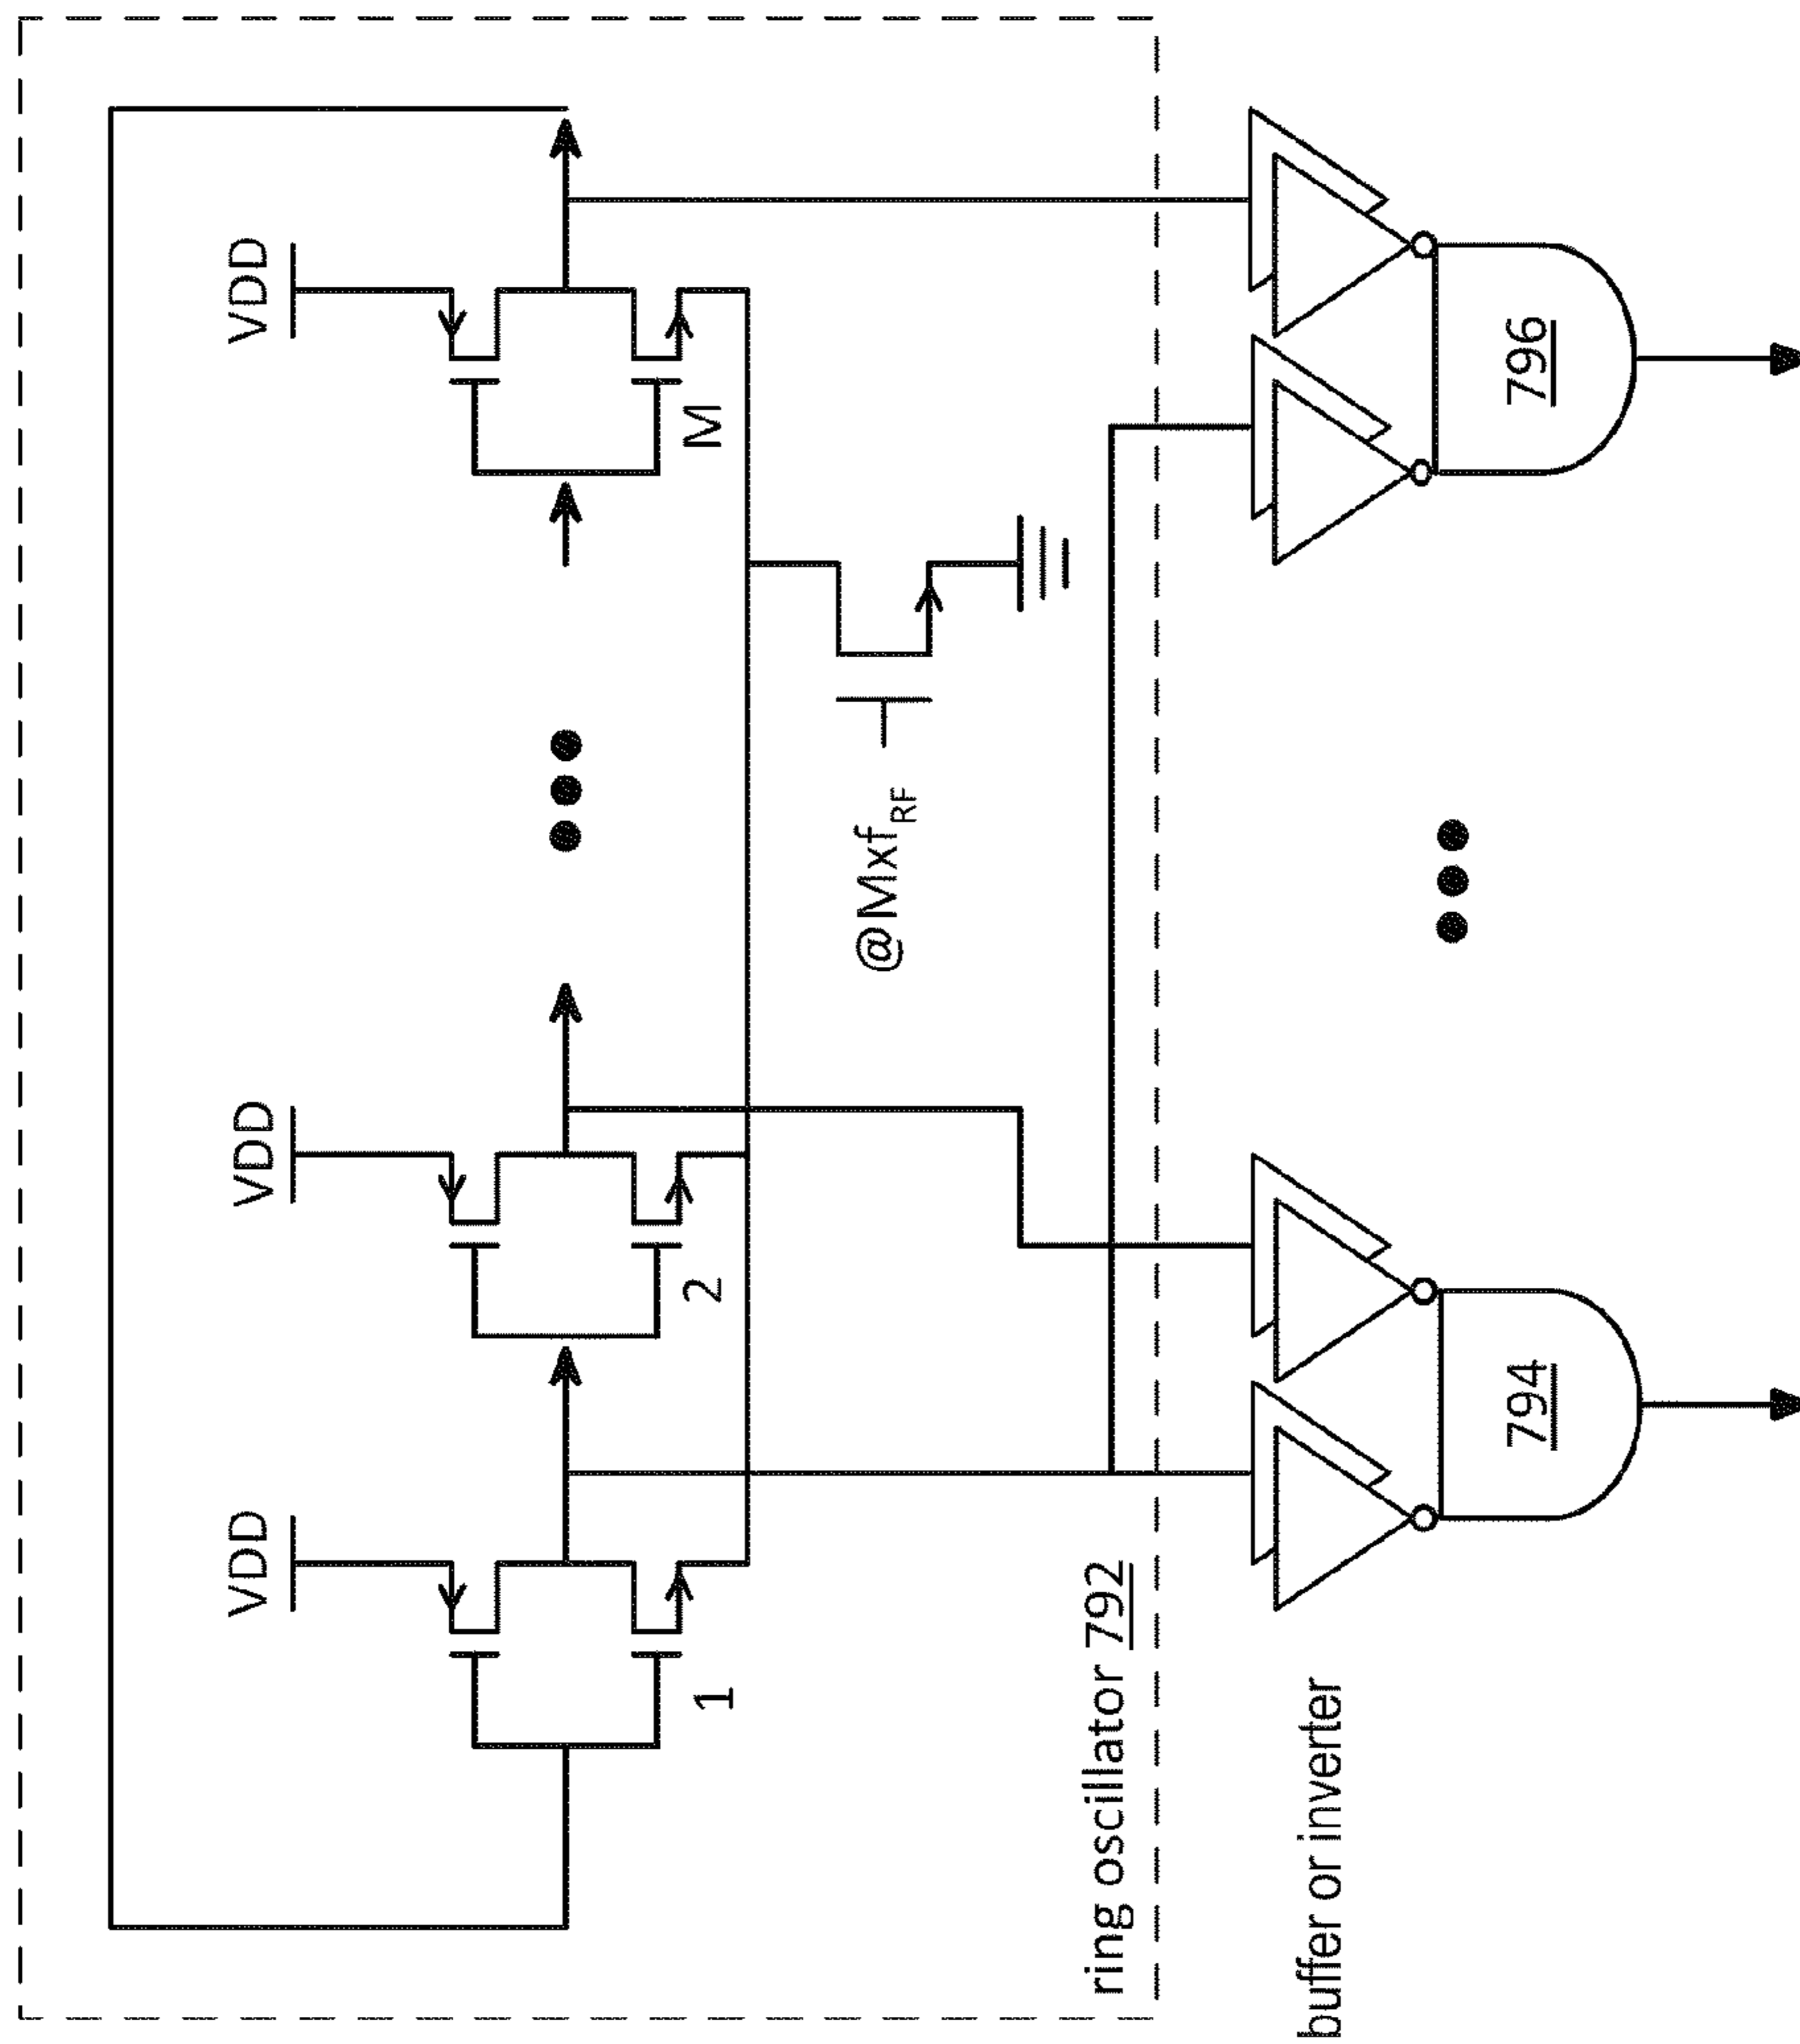 VDD
VDD
VDD
1
2
M
@Mxf_RF
ring oscillator 792
buffer or inverter
794
796